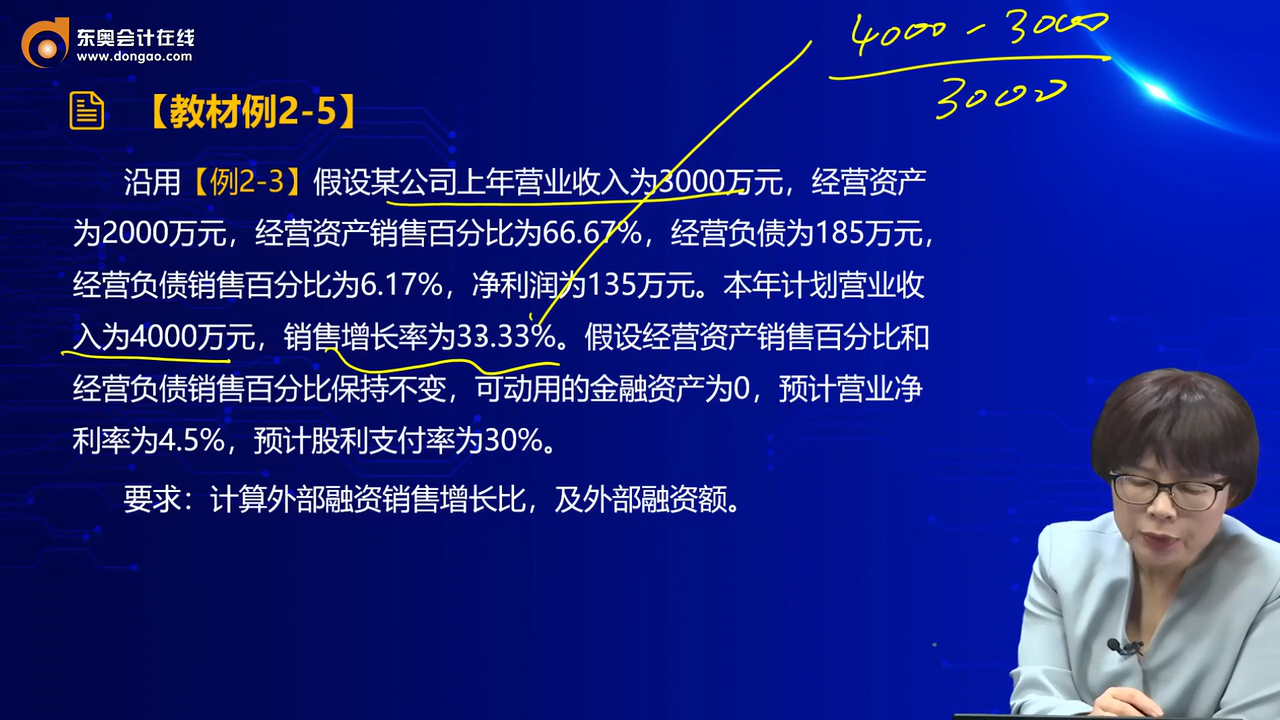 东奥会计在线
www.dongao.com
4000 - 3000
3000
【教材例2-5】
沿用【例2-3】假设某公司上年营业收入为3000万元，经营资产
为2000万元，经营资产销售百分比为66.67%，经营负债为185万元，
经营负债销售百分比为6.17%，净利润为135万元。本年计划营业收
入为4000万元，销售增长率为33.33%。假设经营资产销售百分比和
经营负债销售百分比保持不变，可动用的金融资产为0，预计营业净
利率为4.5%，预计股利支付率为30%。
要求：计算外部融资销售增长比，及外部融资额。